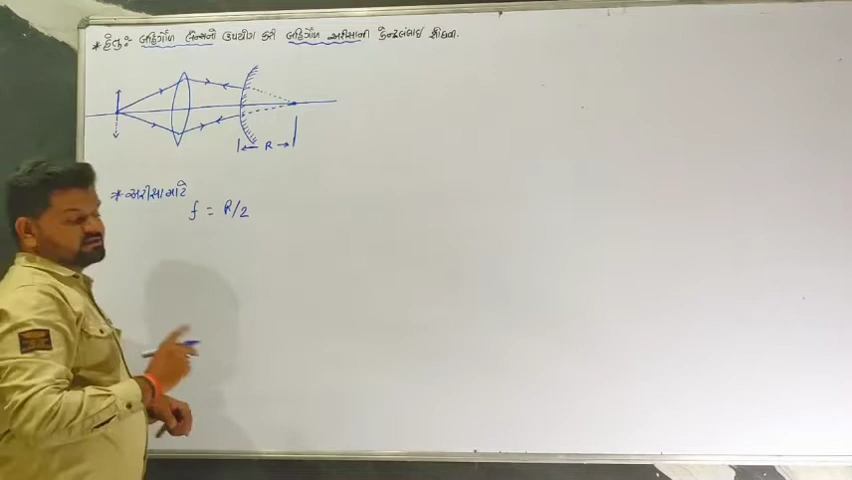 * હેતુ: બહિર્ગોળ લેન્સનો ઉપયોગ કરી બહિર્ગોળ અરીસાની કેન્દ્રલંબાઇ શોધવા.
R
* અરીસા માટે
f = R/2